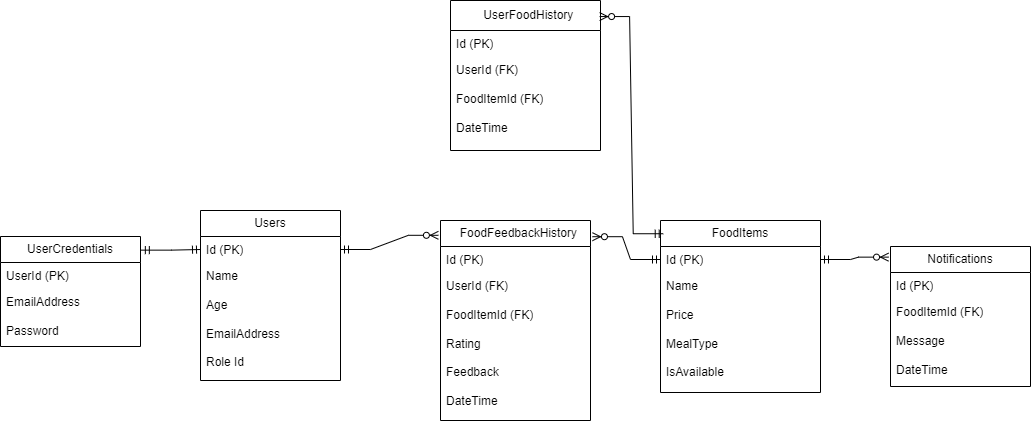 UserFoodHistory
Id (PK)
UserId (FK)
FoodItemId (FK)
DateTime
UserCredentials
UserId (PK)
EmailAddress
Password
Users
Id (PK)
Name
Age
EmailAddress
Role Id
FoodFeedbackHistory
Id (PK)
UserId (FK)
FoodItemId (FK)
Rating
Feedback
DateTime
FoodItems
Id (PK)
Name
Price
MealType
IsAvailable
Notifications
Id (PK)
FoodItemId (FK)
Message
DateTime